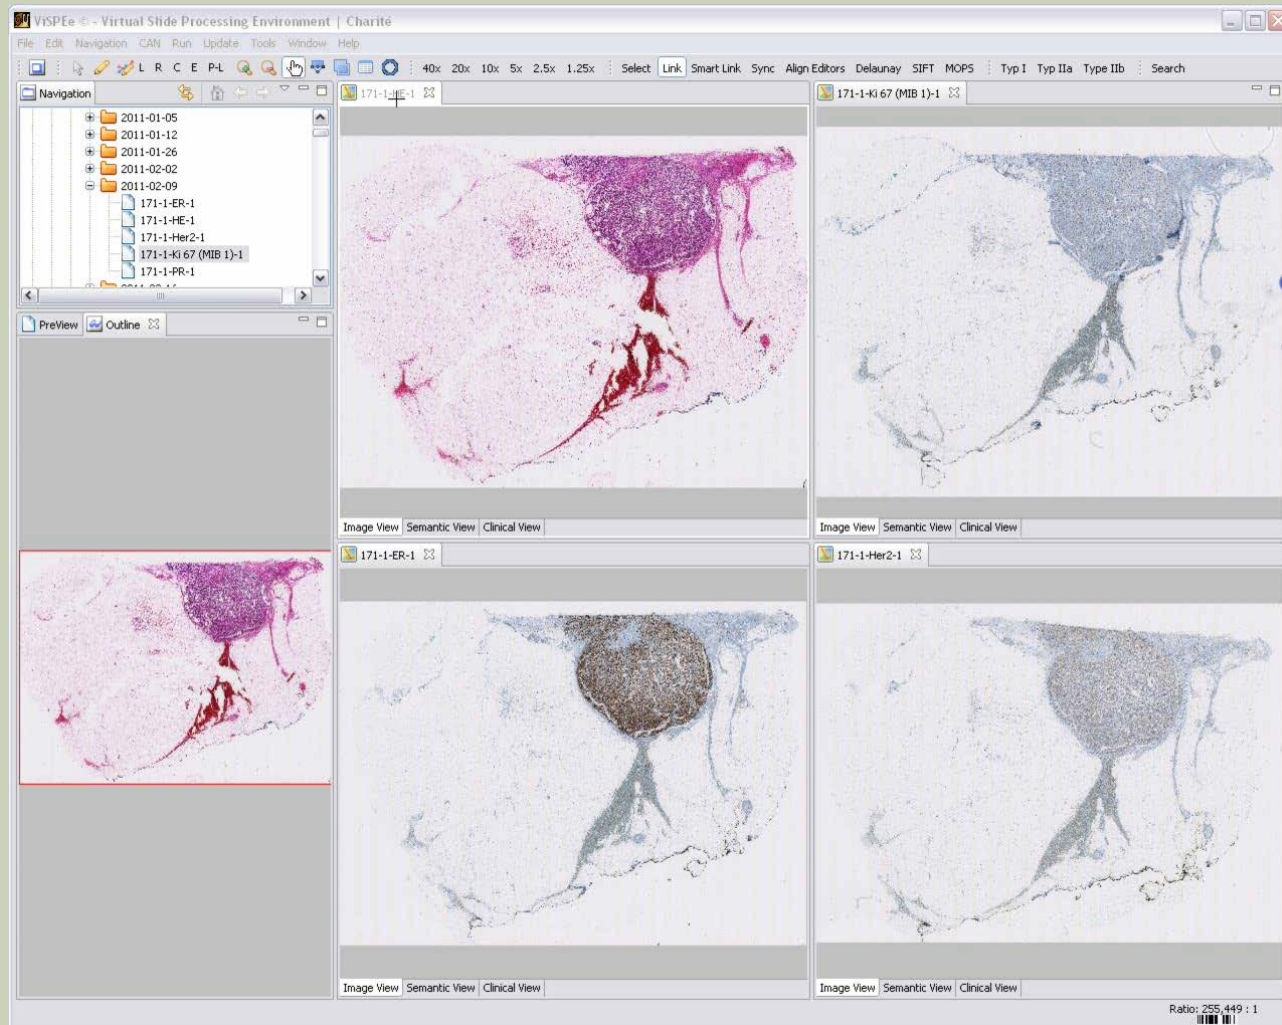 ViSPEe © - Virtual Slide Processing Environment | Charité
File Edit Navigation CAN Run Update Tools Window Help
L R C E P-L 40x 20x 10x 5x 2.5x 1.25x Select Link Smart Link Sync Align Editors Delaunay SIFT MOPS Typ I Typ IIa Type IIb Search
Navigation
2011-01-05
2011-01-12
2011-01-26
2011-02-02
2011-02-09
171-1-ER-1
171-1-HE-1
171-1-Her2-1
171-1-Ki 67 (MIB 1)-1
171-1-PR-1
PreView Outline
171-1-HE-1
Image View Semantic View Clinical View
171-1-Ki 67 (MIB 1)-1
Image View Semantic View Clinical View
171-1-ER-1
Image View Semantic View Clinical View
171-1-Her2-1
Image View Semantic View Clinical View
Ratio: 255,449 : 1